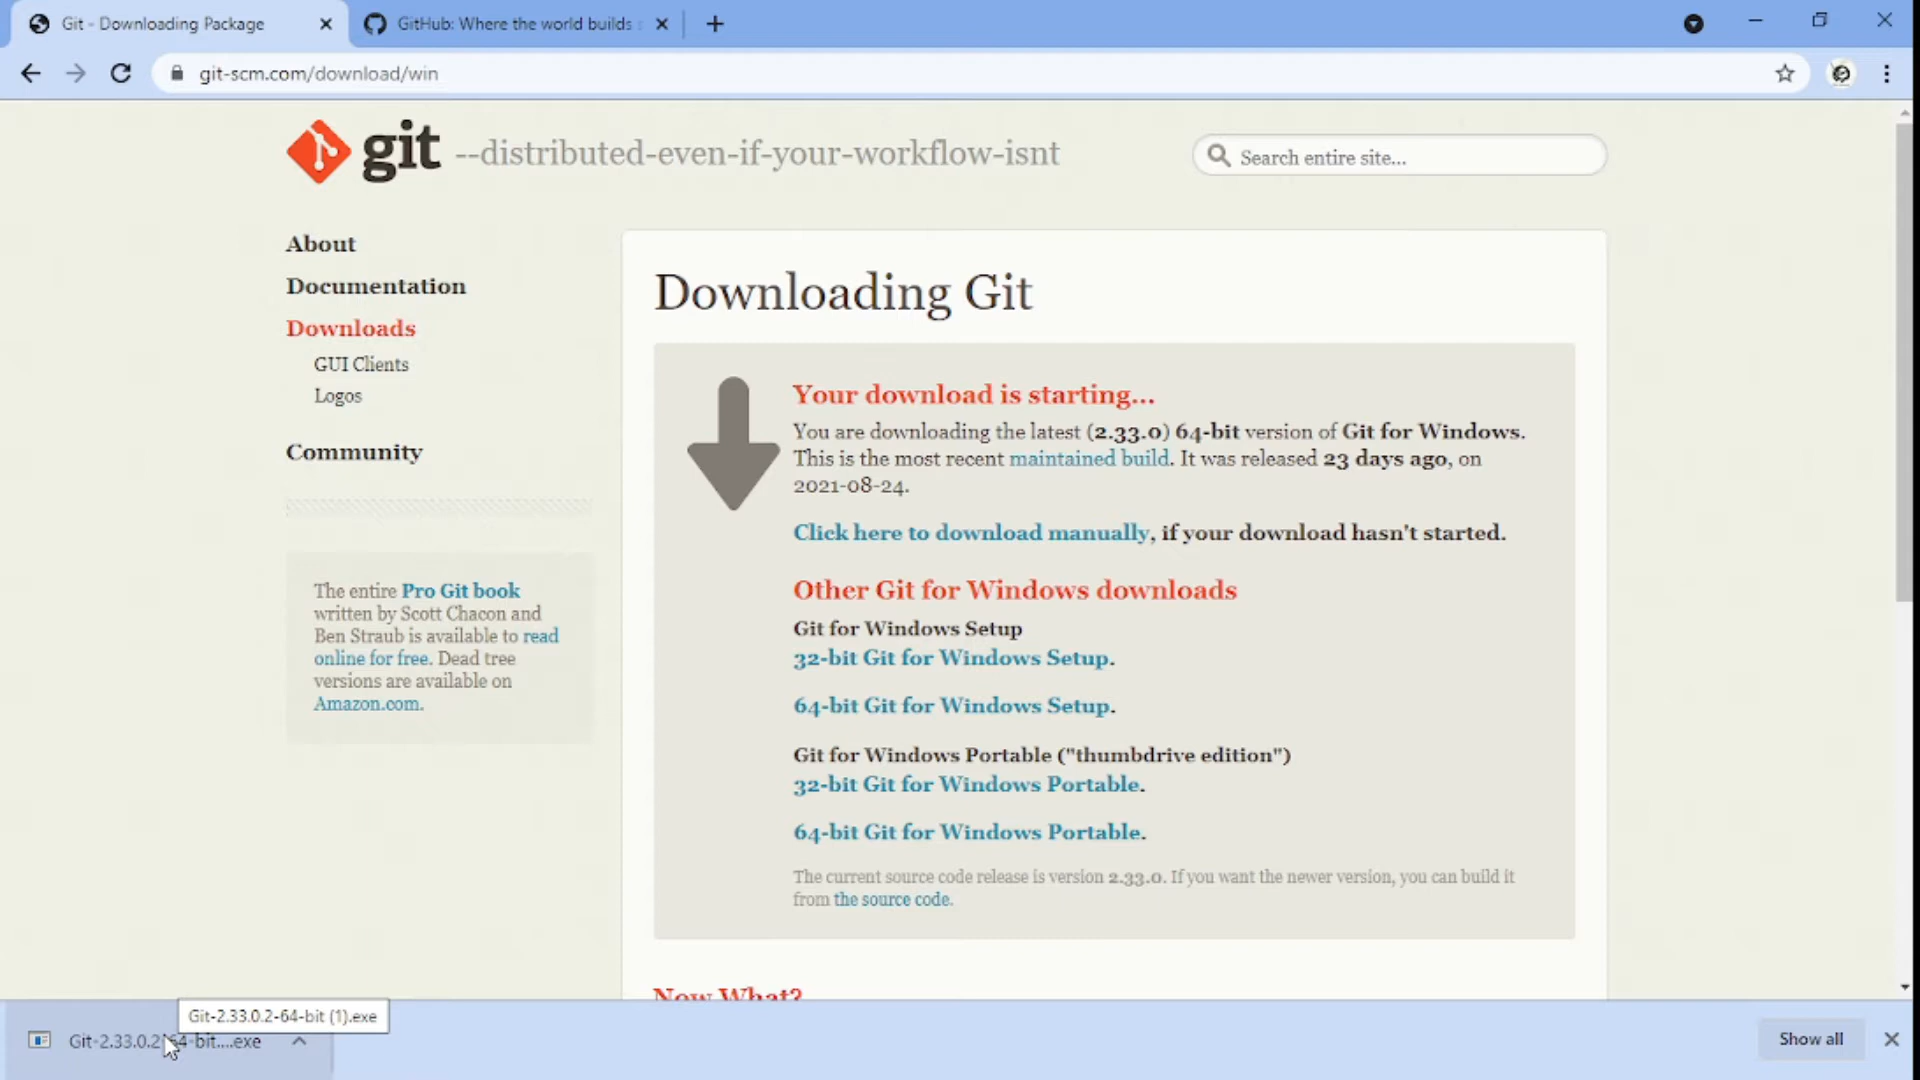 Git - Downloading Package
GitHub: Where the world builds
git-scm.com/download/win
git --distributed-even-if-your-workflow-isnt
Search entire site...
About
Documentation
Downloads
GUI Clients
Logos
Community
The entire Pro Git book
written by Scott Chacon and
Ben Straub is available to read
online for free. Dead tree
versions are available on
Amazon.com.
Downloading Git
Your download is starting...
You are downloading the latest (2.33.0) 64-bit version of Git for Windows.
This is the most recent maintained build. It was released 23 days ago, on
2021-08-24.
Click here to download manually, if your download hasn't started.
Other Git for Windows downloads
Git for Windows Setup
32-bit Git for Windows Setup.
64-bit Git for Windows Setup.
Git for Windows Portable ("thumbdrive edition")
32-bit Git for Windows Portable.
64-bit Git for Windows Portable.
The current source code release is version 2.33.0. If you want the newer version, you can build it
from the source code.
Now What?
Git-2.33.0.2-64-bit (1).exe
Git-2.33.0.2-64-bit....exe
Show all